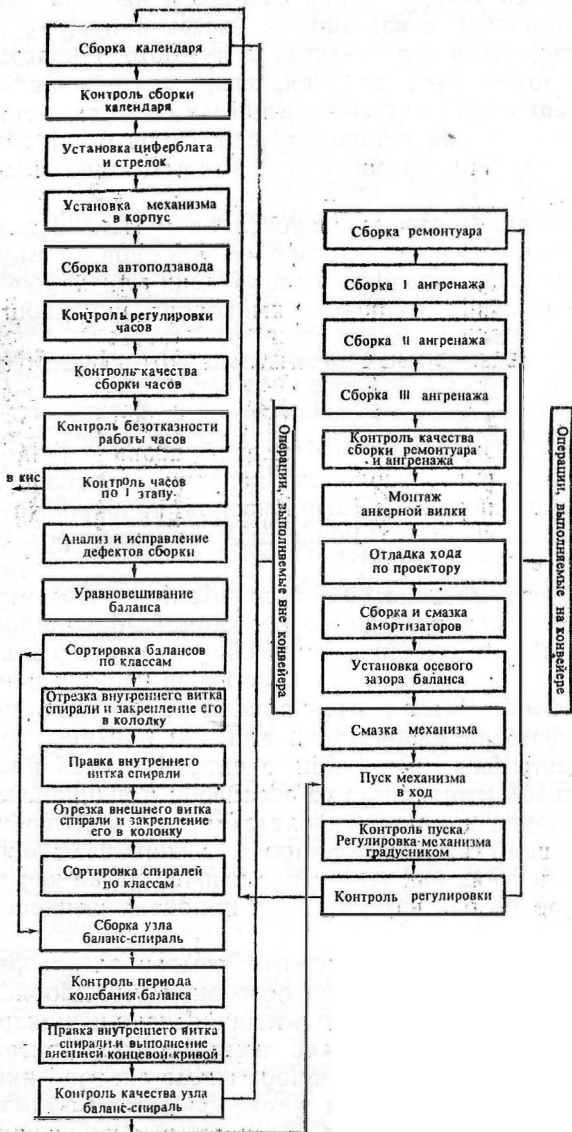 Сборка календаря
Контроль сборки
календаря
Установка циферблата
и стрелок
Установка механизма
в корпус
Сборка автоподзавода
Контроль регулировки
часов
Контроль качества
сборки часов
Контроль безотказности
работы часов
в кис
Контроль часов
по I этапу
Анализ и исправление
дефектов сборки
Уравновешивание
баланса
Сортировка балансов
по классам
Отрезка внутреннего витка
спирали и закрепление его
в колодку
Правка внутреннего
витка спирали
Отрезка внешнего витка
спирали и закрепление
его в колонку
Сортировка спиралей
по классам
Сборка узла
баланс-спираль
Контроль периода
колебания баланса
Правка внутреннего витка
спирали и выполнение
внешней концевой кривой
Контроль качества узла
баланс-спираль
Операции, выполняемые вне конвейера
Сборка ремонтуара
Сборка I ангренажа
Сборка II ангренажа
Сборка III ангренажа
Контроль качества
сборки ремонтуара
и ангренажа
Монтаж
анкерной вилки
Отладка хода
по проектору
Сборка и смазка
амортизаторов
Установка осевого
зазора баланса
Смазка механизма
Пуск механизма
в ход
Контроль пуска.
Регулировка механизма
градусником
Контроль регулировки
Операции, выполняемые на конвейере